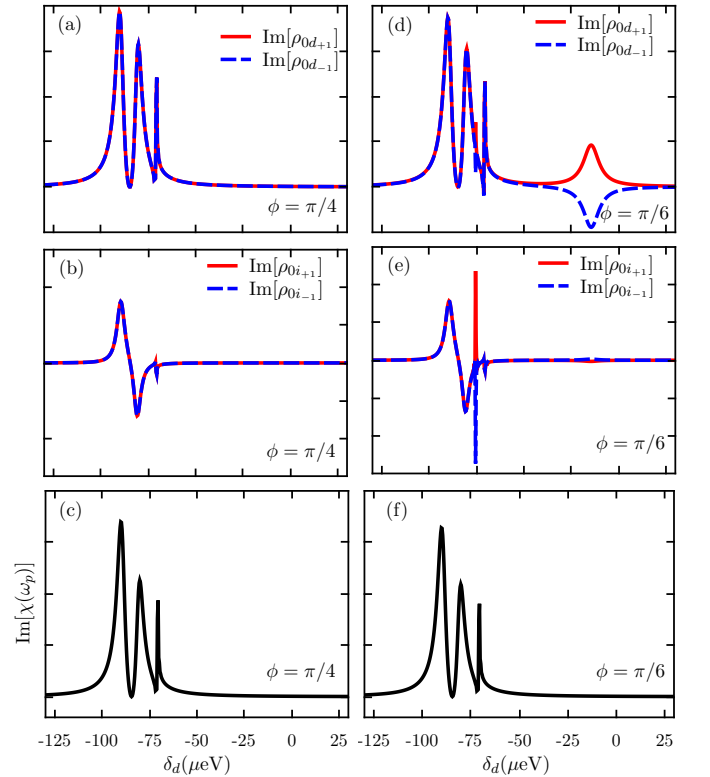 (a)
Im[ρ0d+1]
Im[ρ0d−1]
ϕ = π/4
(d)
Im[ρ0d+1]
Im[ρ0d−1]
ϕ = π/6
(b)
Im[ρ0i+1]
Im[ρ0i−1]
ϕ = π/4
(e)
Im[ρ0i+1]
Im[ρ0i−1]
ϕ = π/6
(c)
Im[χ(ωp)]
ϕ = π/4
(f)
ϕ = π/6
-125 -100 -75 -50 -25 0 25
δd(μeV)
-125 -100 -75 -50 -25 0 25
δd(μeV)